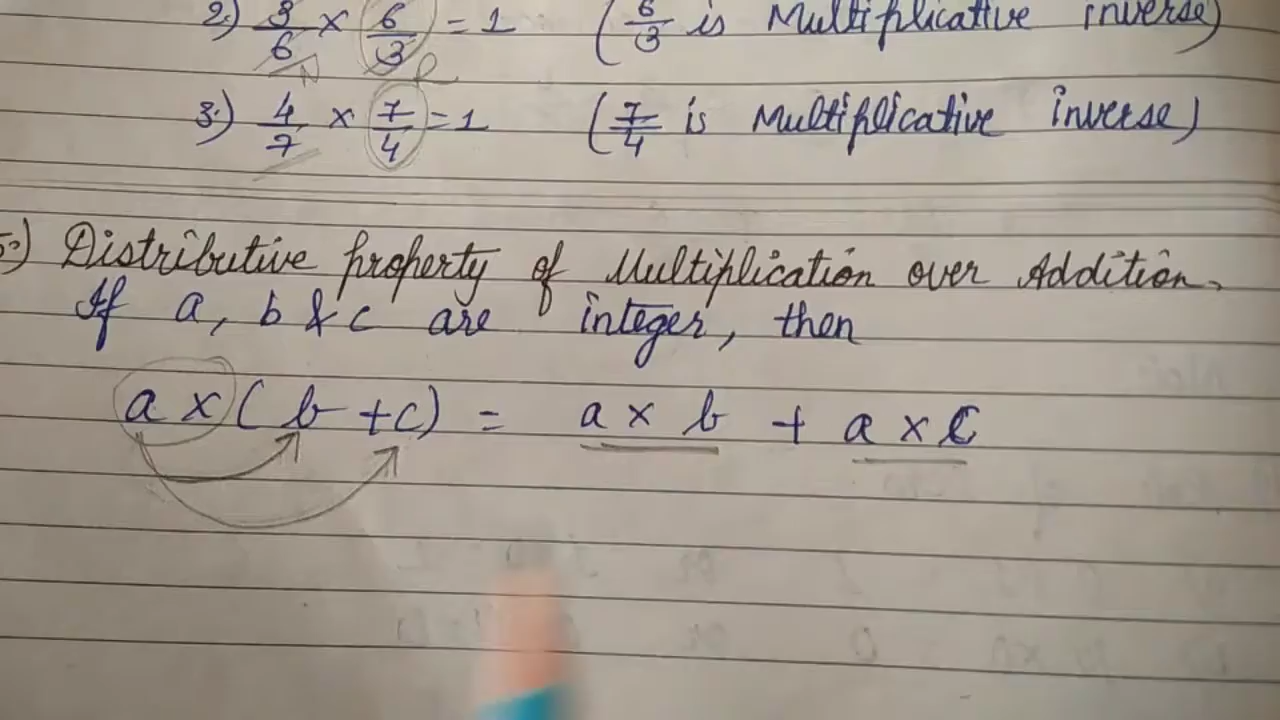 2.) 3/6 × 6/3 = 1 (6/3 is Multiplicative inverse)
3.) 4/7 × 7/4 = 1 (7/4 is Multiplicative inverse)
5.) Distributive property of Multiplication over Addition.
If a, b & c are integer, then
a × ( b + c) = a × b + a × c